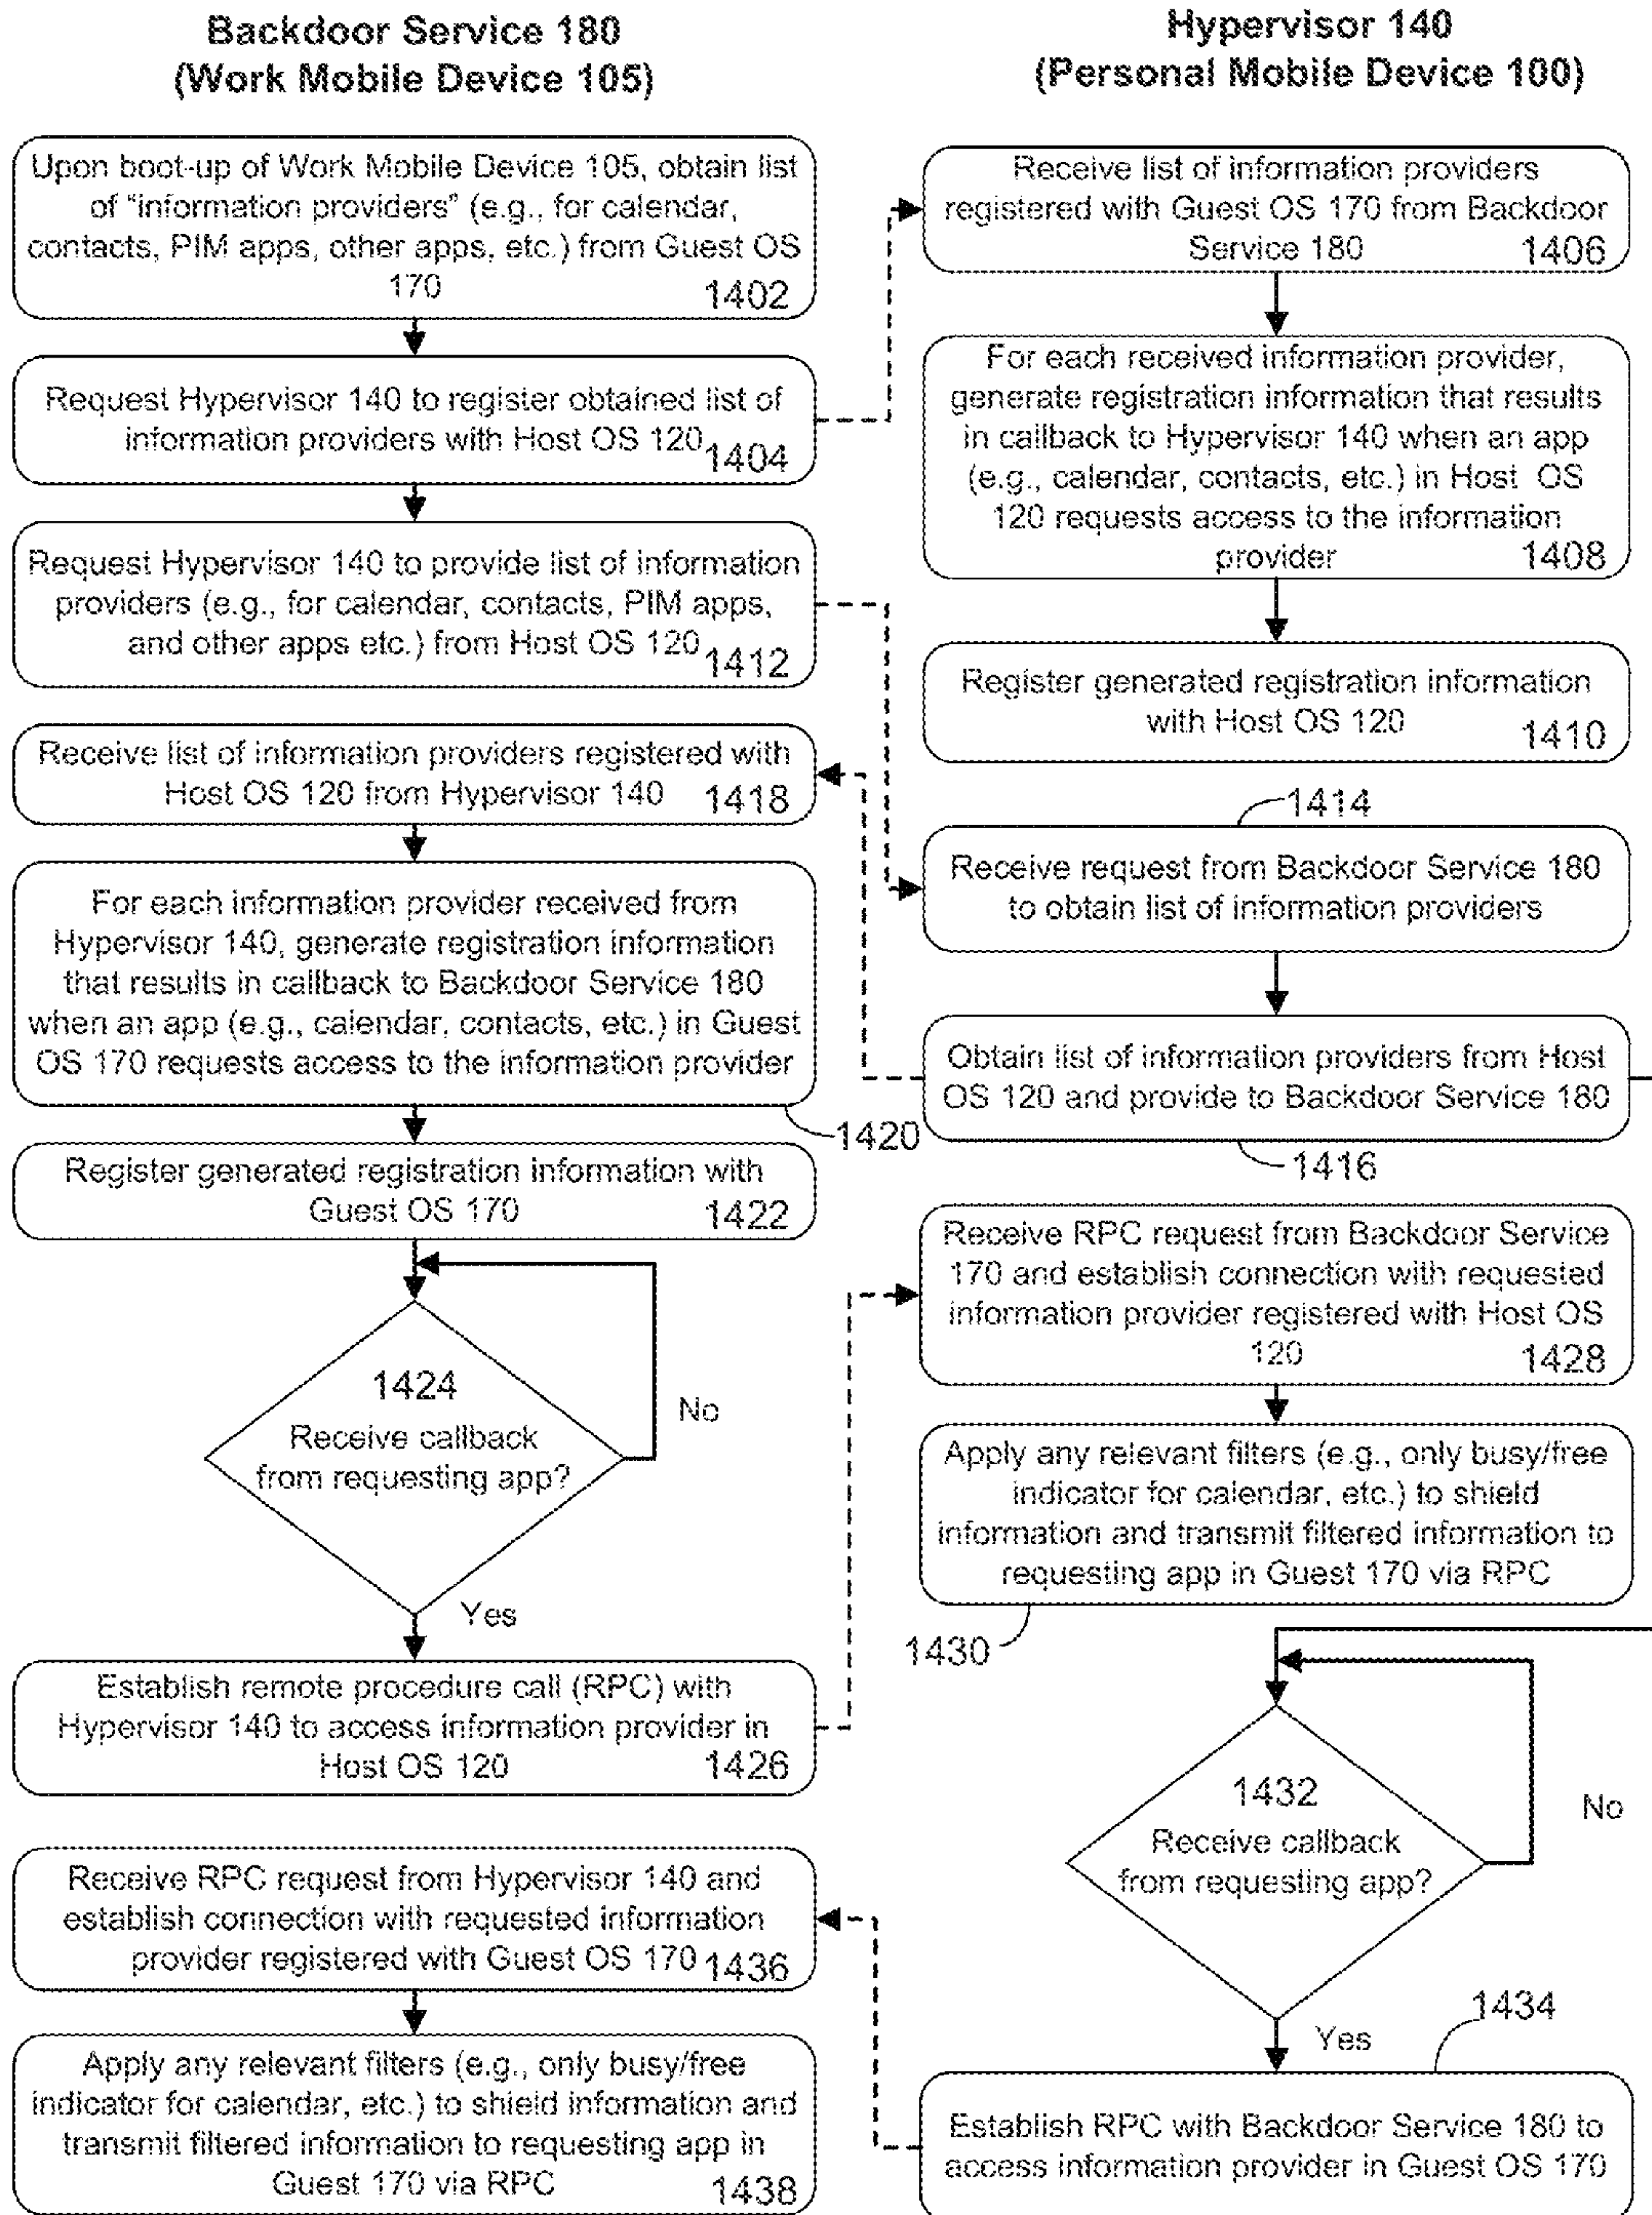 Backdoor Service 180
(Work Mobile Device 105)
Upon boot-up of Work Mobile Device 105, obtain list
of "information providers" (e.g., for calendar,
contacts, PIM apps, other apps, etc.) from Guest OS
170
1402
Request Hypervisor 140 to register obtained list of
information providers with Host OS 120
1404
Request Hypervisor 140 to provide list of information
providers (e.g., for calendar, contacts, PIM apps,
and other apps etc.) from Host OS 120
1412
Receive list of information providers registered with
Host OS 120 from Hypervisor 140
1418
For each information provider received from
Hypervisor 140, generate registration information
that results in callback to Backdoor Service 180
when an app (e.g., calendar, contacts, etc.) in Guest
OS 170 requests access to the information provider
1420
Register generated registration information with
Guest OS 170
1422
1424
Receive callback
from requesting app?
No
Yes
Establish remote procedure call (RPC) with
Hypervisor 140 to access information provider in
Host OS 120
1426
Receive RPC request from Hypervisor 140 and
establish connection with requested information
provider registered with Guest OS 170
1436
Apply any relevant filters (e.g., only busy/free
indicator for calendar, etc.) to shield information and
transmit filtered information to requesting app in
Guest 170 via RPC
1438
Hypervisor 140
(Personal Mobile Device 100)
Receive list of information providers
registered with Guest OS 170 from Backdoor
Service 180
1406
For each received information provider,
generate registration information that results
in callback to Hypervisor 140 when an app
(e.g., calendar, contacts, etc.) in Host OS
120 requests access to the information
provider
1408
Register generated registration information
with Host OS 120
1410
1414
Receive request from Backdoor Service 180
to obtain list of information providers
Obtain list of information providers from Host
OS 120 and provide to Backdoor Service 180
1416
Receive RPC request from Backdoor Service
170 and establish connection with requested
information provider registered with Host OS
120
1428
Apply any relevant filters (e.g., only busy/free
indicator for calendar, etc.) to shield
information and transmit filtered information to
requesting app in Guest 170 via RPC
1430
1432
Receive callback
from requesting app?
No
Yes
1434
Establish RPC with Backdoor Service 180 to
access information provider in Guest OS 170